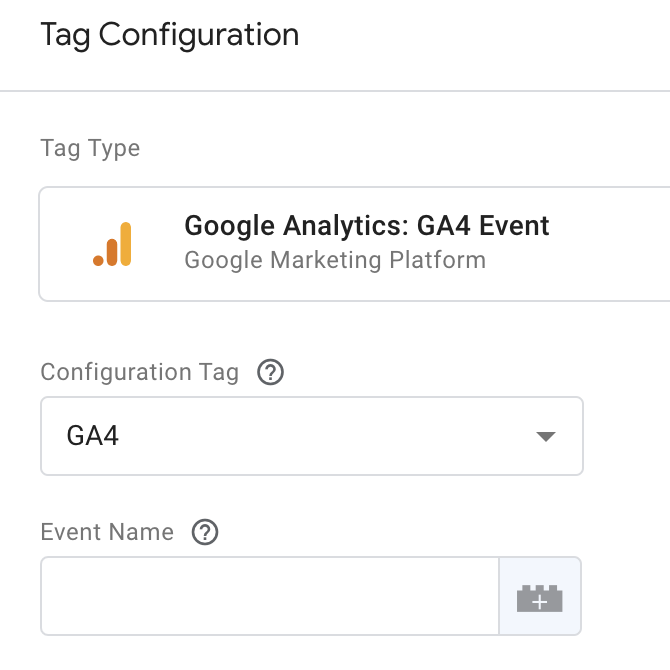 Tag Configuration
Tag Type
Google Analytics: GA4 Event
Google Marketing Platform
Configuration Tag
GA4
Event Name